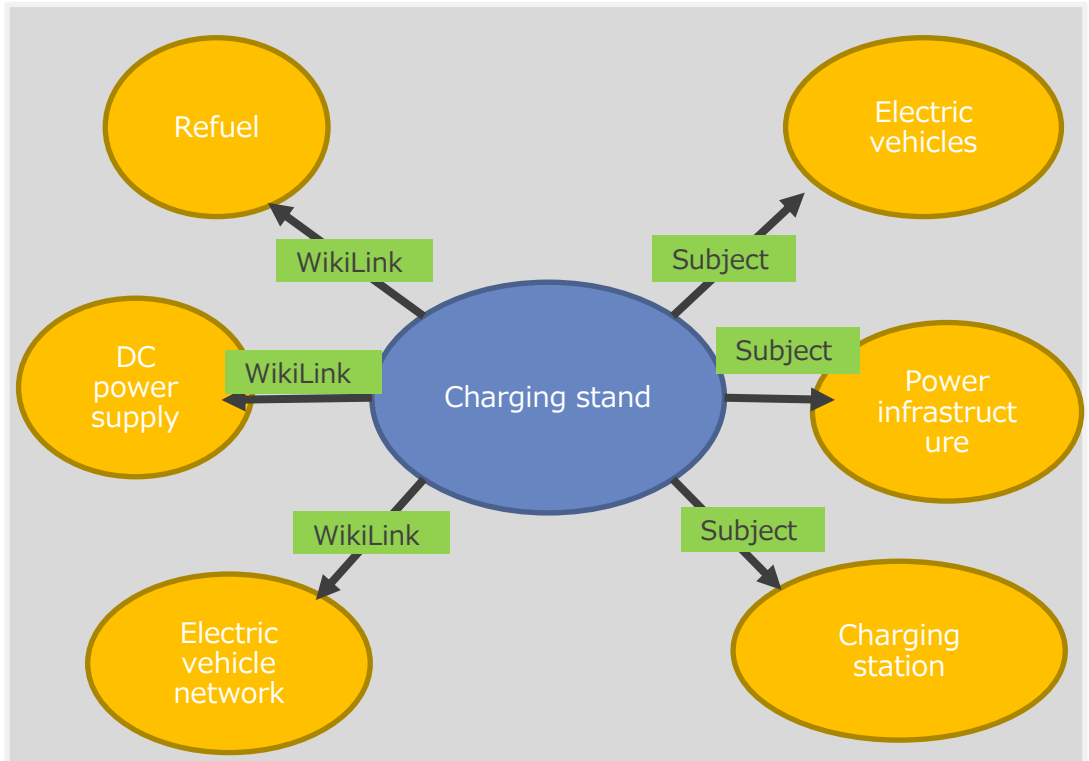 Refuel
Electric
vehicles
WikiLink
Subject
DC
power
supply
WikiLink
Charging stand
Subject
Power
infrastruct
ure
WikiLink
Subject
Electric
vehicle
network
Charging
station